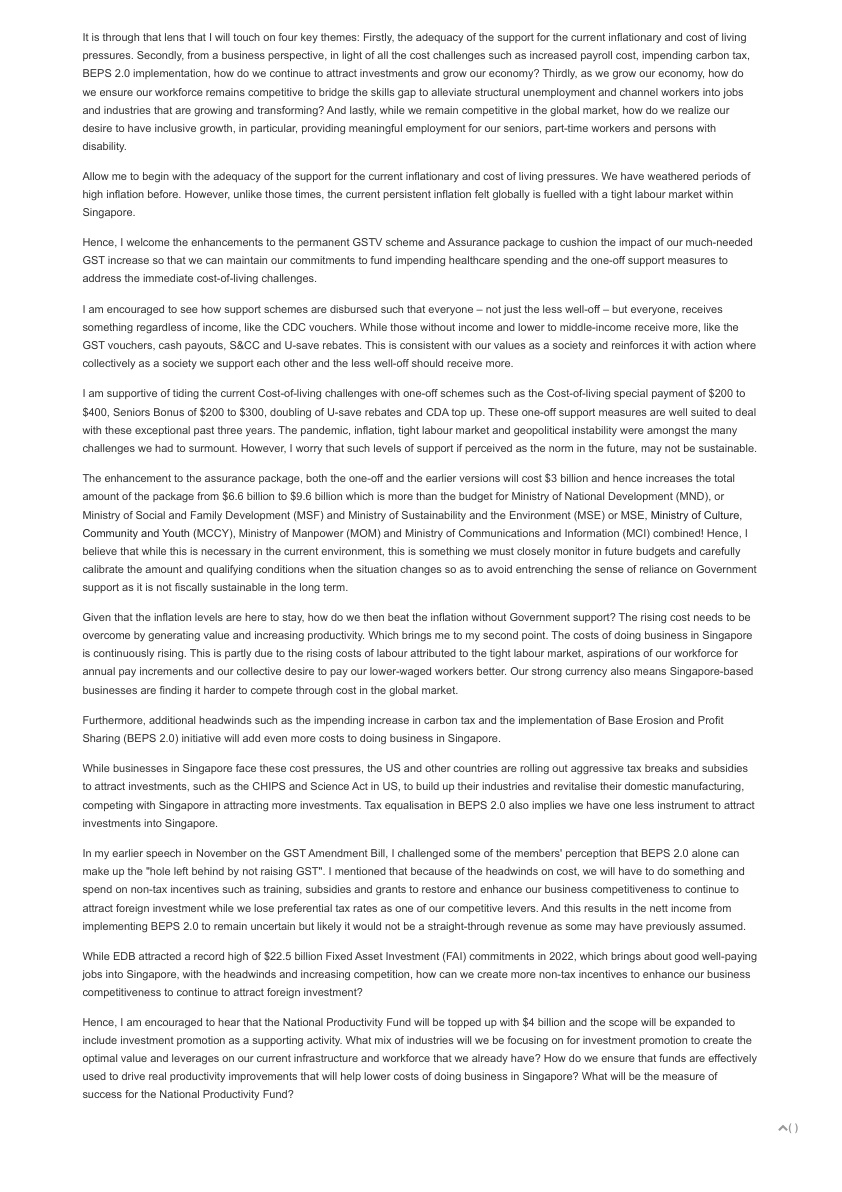 It is through that lens that I will touch on four key themes: Firstly, the adequacy of the support for the current inflationary and cost of living
pressures. Secondly, from a business perspective, in light of all the cost challenges such as increased payroll cost, impending carbon tax,
BEPS 2.0 implementation, how do we continue to attract investments and grow our economy? Thirdly, as we grow our economy, how do
we ensure our workforce remains competitive to bridge the skills gap to alleviate structural unemployment and channel workers into jobs
and industries that are growing and transforming? And lastly, while we remain competitive in the global market, how do we realize our
desire to have inclusive growth, in particular, providing meaningful employment for our seniors, part-time workers and persons with
disability.
Allow me to begin with the adequacy of the support for the current inflationary and cost of living pressures. We have weathered periods of
high inflation before. However, unlike those times, the current persistent inflation felt globally is fuelled with a tight labour market within
Singapore.
Hence, I welcome the enhancements to the permanent GSTV scheme and Assurance package to cushion the impact of our much-needed
GST increase so that we can maintain our commitments to fund impending healthcare spending and the one-off support measures to
address the immediate cost-of-living challenges.
I am encouraged to see how support schemes are disbursed such that everyone – not just the less well-off – but everyone, receives
something regardless of income, like the CDC vouchers. While those without income and lower to middle-income receive more, like the
GST vouchers, cash payouts, S&CC and U-save rebates. This is consistent with our values as a society and reinforces it with action where
collectively as a society we support each other and the less well-off should receive more.
I am supportive of tiding the current Cost-of-living challenges with one-off schemes such as the Cost-of-living special payment of $200 to
$400, Seniors Bonus of $200 to $300, doubling of U-save rebates and CDA top up. These one-off support measures are well suited to deal
with these exceptional past three years. The pandemic, inflation, tight labour market and geopolitical instability were amongst the many
challenges we had to surmount. However, I worry that such levels of support if perceived as the norm in the future, may not be sustainable.
The enhancement to the assurance package, both the one-off and the earlier versions will cost $3 billion and hence increases the total
amount of the package from $6.6 billion to $9.6 billion which is more than the budget for Ministry of National Development (MND), or
Ministry of Social and Family Development (MSF) and Ministry of Sustainability and the Environment (MSE) or MSE, Ministry of Culture,
Community and Youth (MCCY), Ministry of Manpower (MOM) and Ministry of Communications and Information (MCI) combined! Hence, I
believe that while this is necessary in the current environment, this is something we must closely monitor in future budgets and carefully
calibrate the amount and qualifying conditions when the situation changes so as to avoid entrenching the sense of reliance on Government
support as it is not fiscally sustainable in the long term.
Given that the inflation levels are here to stay, how do we then beat the inflation without Government support? The rising cost needs to be
overcome by generating value and increasing productivity. Which brings me to my second point. The costs of doing business in Singapore
is continuously rising. This is partly due to the rising costs of labour attributed to the tight labour market, aspirations of our workforce for
annual pay increments and our collective desire to pay our lower-waged workers better. Our strong currency also means Singapore-based
businesses are finding it harder to compete through cost in the global market.
Furthermore, additional headwinds such as the impending increase in carbon tax and the implementation of Base Erosion and Profit
Sharing (BEPS 2.0) initiative will add even more costs to doing business in Singapore.
While businesses in Singapore face these cost pressures, the US and other countries are rolling out aggressive tax breaks and subsidies
to attract investments, such as the CHIPS and Science Act in US, to build up their industries and revitalise their domestic manufacturing,
competing with Singapore in attracting more investments. Tax equalisation in BEPS 2.0 also implies we have one less instrument to attract
investments into Singapore.
In my earlier speech in November on the GST Amendment Bill, I challenged some of the members' perception that BEPS 2.0 alone can
make up the "hole left behind by not raising GST". I mentioned that because of the headwinds on cost, we will have to do something and
spend on non-tax incentives such as training, subsidies and grants to restore and enhance our business competitiveness to continue to
attract foreign investment while we lose preferential tax rates as one of our competitive levers. And this results in the nett income from
implementing BEPS 2.0 to remain uncertain but likely it would not be a straight-through revenue as some may have previously assumed.
While EDB attracted a record high of $22.5 billion Fixed Asset Investment (FAI) commitments in 2022, which brings about good well-paying
jobs into Singapore, with the headwinds and increasing competition, how can we create more non-tax incentives to enhance our business
competitiveness to continue to attract foreign investment?
Hence, I am encouraged to hear that the National Productivity Fund will be topped up with $4 billion and the scope will be expanded to
include investment promotion as a supporting activity. What mix of industries will we be focusing on for investment promotion to create the
optimal value and leverages on our current infrastructure and workforce that we already have? How do we ensure that funds are effectively
used to drive real productivity improvements that will help lower costs of doing business in Singapore? What will be the measure of
success for the National Productivity Fund?
( )